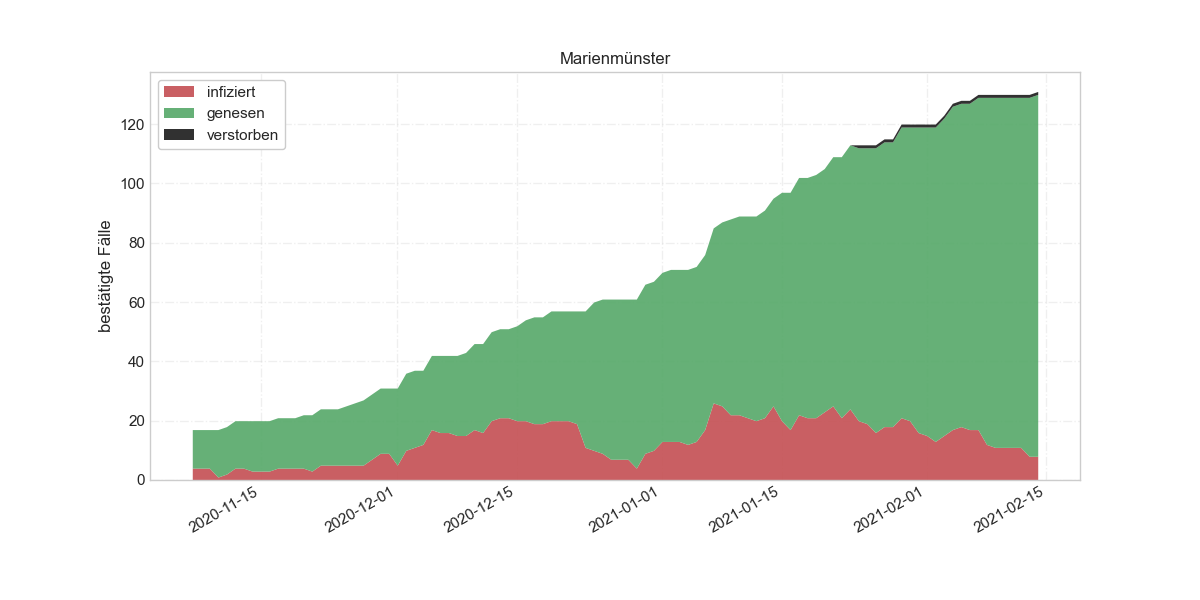 Marienmünster
infiziert
genesen
verstorben
bestätigte Fälle
120
100
80
60
40
20
0
2020-11-15
2020-12-01
2020-12-15
2021-01-01
2021-01-15
2021-02-01
2021-02-15